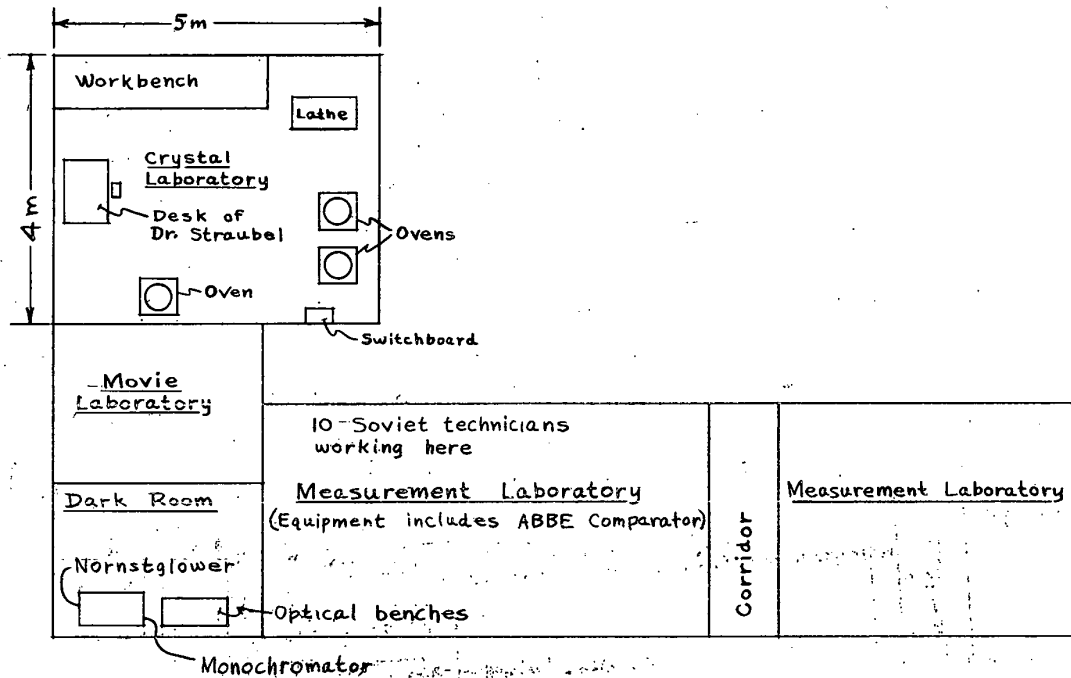 5m
4m
Workbench
Lathe
Crystal
Laboratory
Desk of
Dr. Straubel
Ovens
Oven
Switchboard
Movie
Laboratory
10 Soviet technicians
working here
Dark Room
Measurement Laboratory
(Equipment includes ABBE Comparator)
Corridor
Measurement Laboratory
Nornstglower
Optical benches
Monochromator